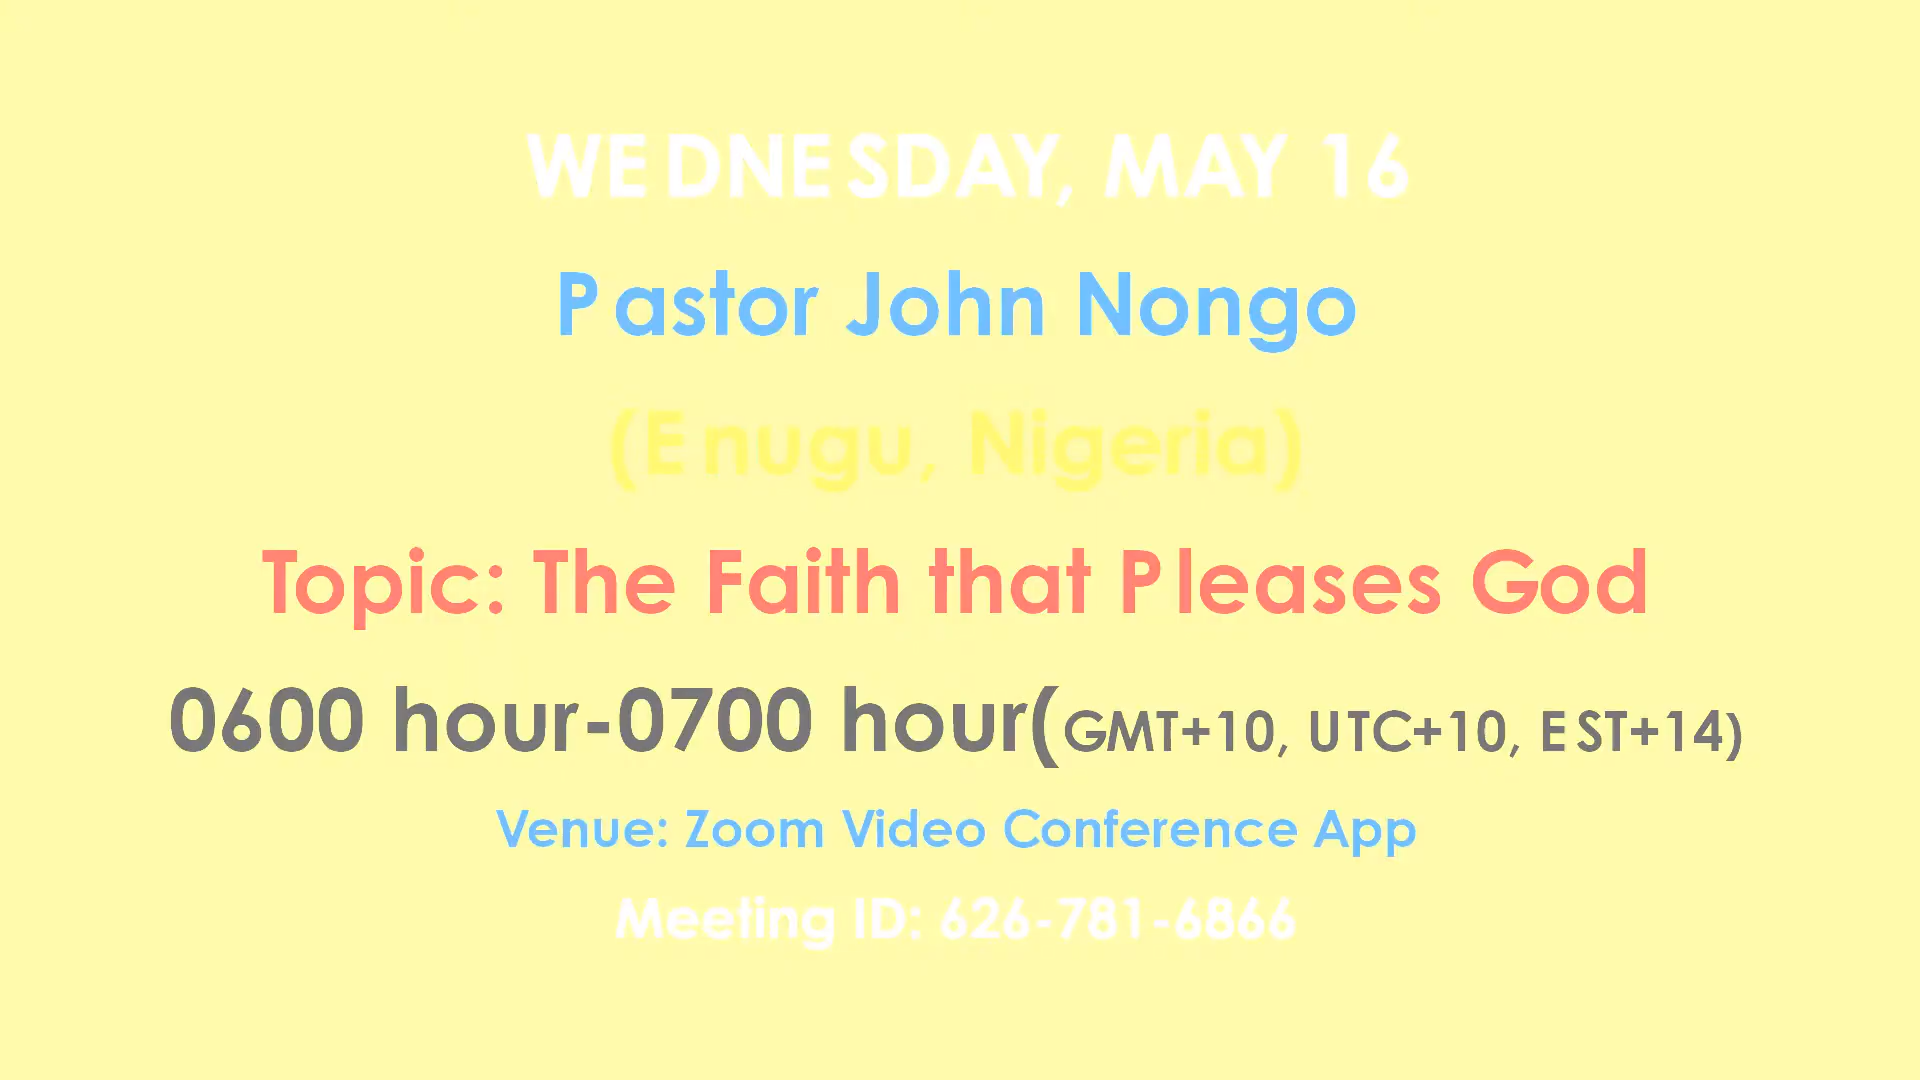 WEDNESDAY, MAY 16
Pastor John Nongo
(Enugu, Nigeria)
Topic: The Faith that Pleases God
0600 hour-0700 hour(GMT+10, UTC+10, EST+14)
Venue: Zoom Video Conference App
Meeting ID: 626-781-6866